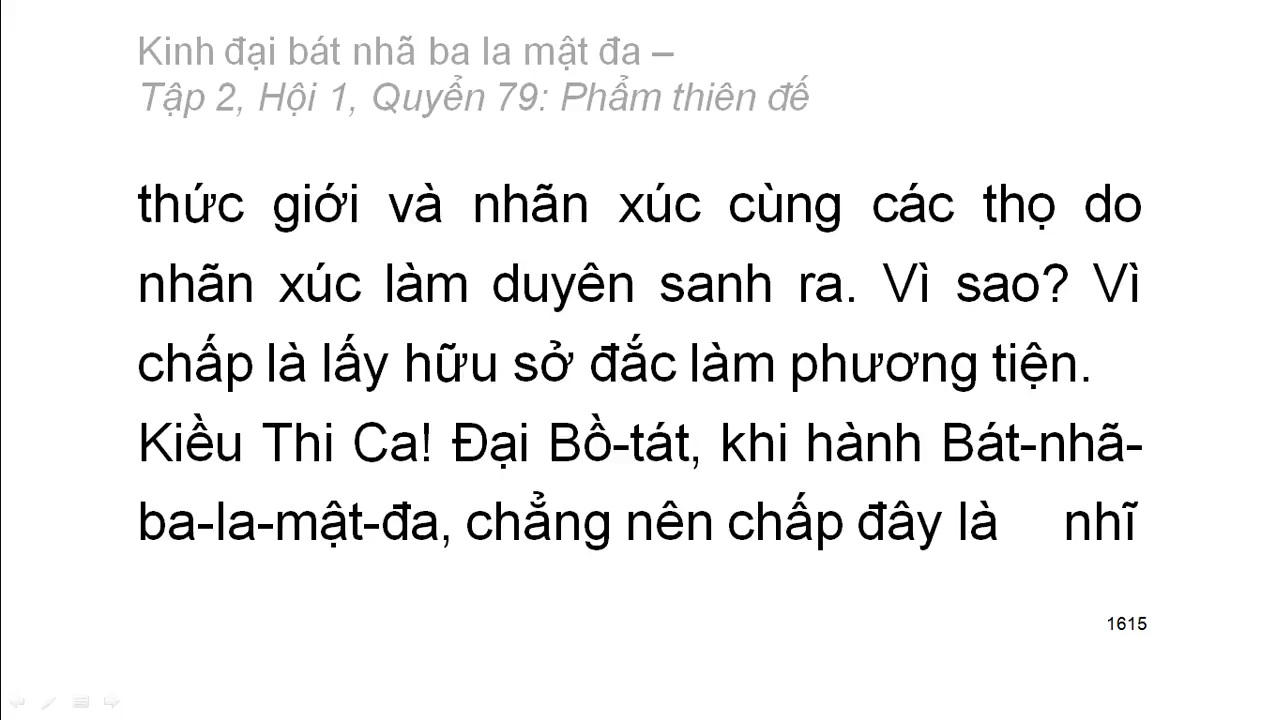 Kinh đại bát nhã ba la mật đa –
Tập 2, Hội 1, Quyển 79: Phẩm thiên đế
thức giới và nhãn xúc cùng các thọ do
nhãn xúc làm duyên sanh ra. Vì sao? Vì
chấp là lấy hữu sở đắc làm phương tiện.
Kiều Thi Ca! Đại Bồ-tát, khi hành Bát-nhã-
ba-la-mật-đa, chẳng nên chấp đây là nhĩ
1615